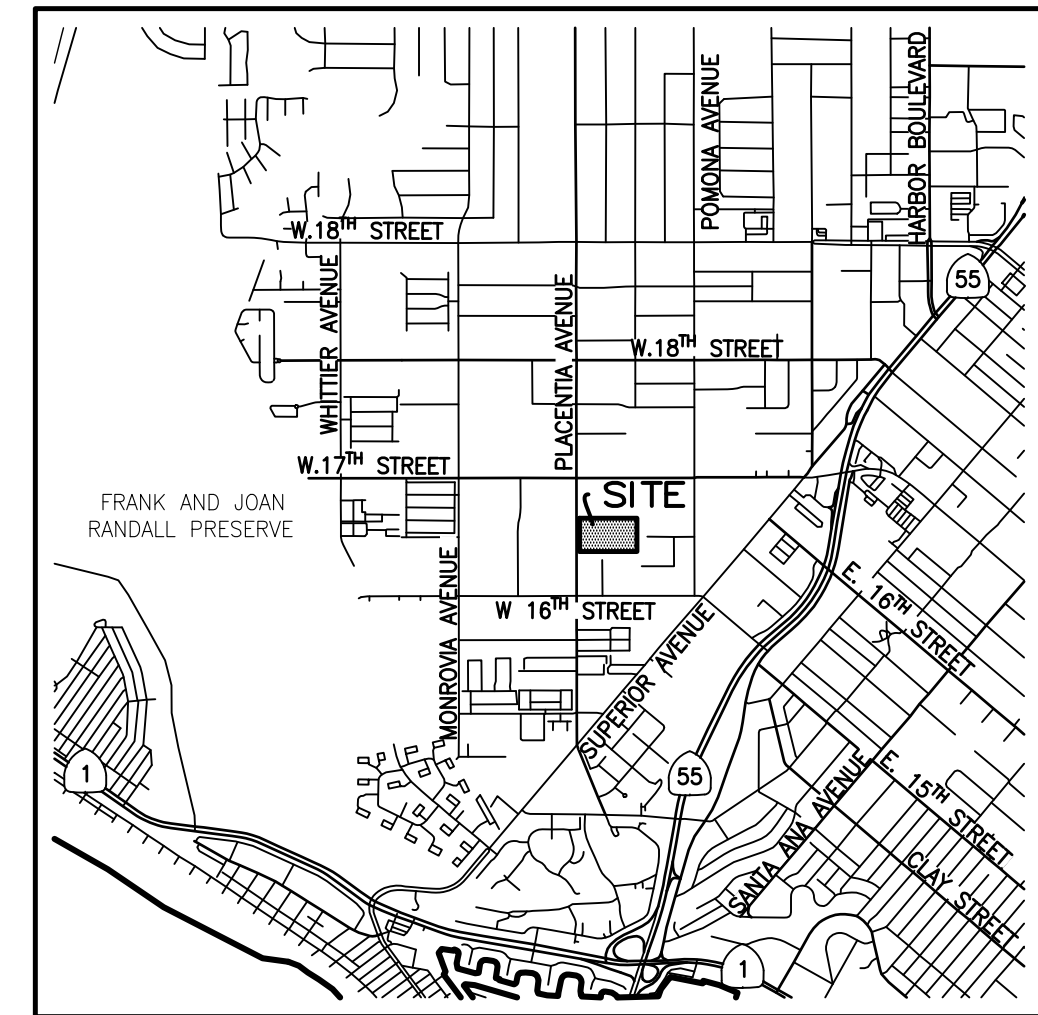 POMONA AVENUE
HARBOR BOULEVARD
W.18TH STREET
55
WHITTIER AVENUE
PLACENTIA AVENUE
W.18TH STREET
W.17TH STREET
SITE
FRANK AND JOAN
RANDALL PRESERVE
MONROVIA AVENUE
W 16TH STREET
E. 16TH STREET
SUPERIOR AVENUE
1
55
SANTA ANA AVENUE
E. 15TH STREET
CLAY STREET
1